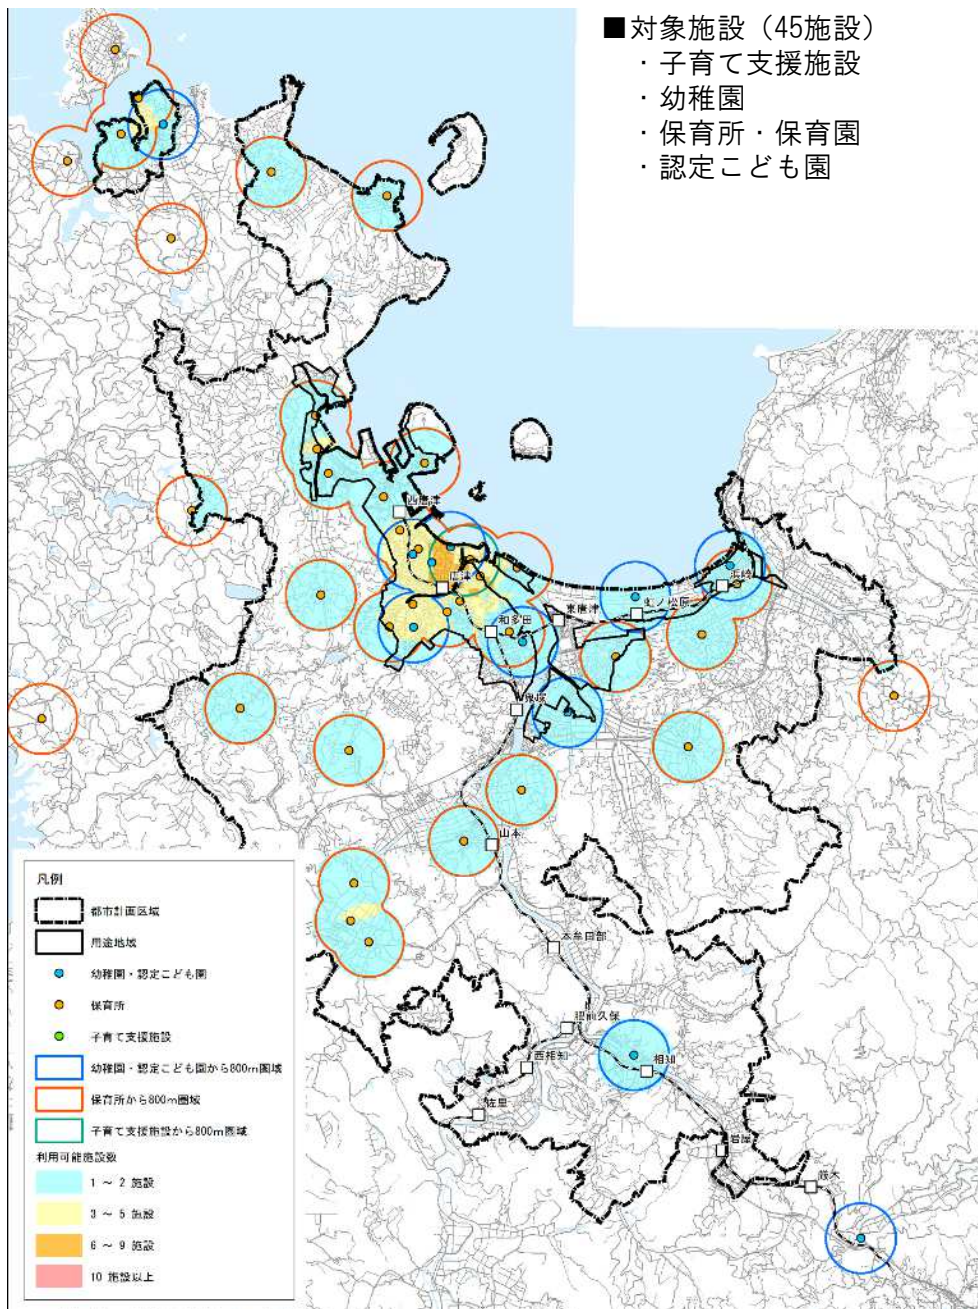 ■対象施設（45施設）
・子育て支援施設
・幼稚園
・保育所・保育園
・認定こども園
西唐津
唐津
浜崎
虹ノ松原
東唐津
和多田
鬼塚
山本
本牟田部
肥前久保
西相知
相知
佐里
岩屋
厳木
凡例
都市計画区域
用途地域
幼稚園・認定こども園
保育所
子育て支援施設
幼稚園・認定こども園から800m圏域
保育所から800m圏域
子育て支援施設から800m圏域
利用可能施設数
1 ～ 2 施設
3 ～ 5 施設
6 ～ 9 施設
10 施設以上